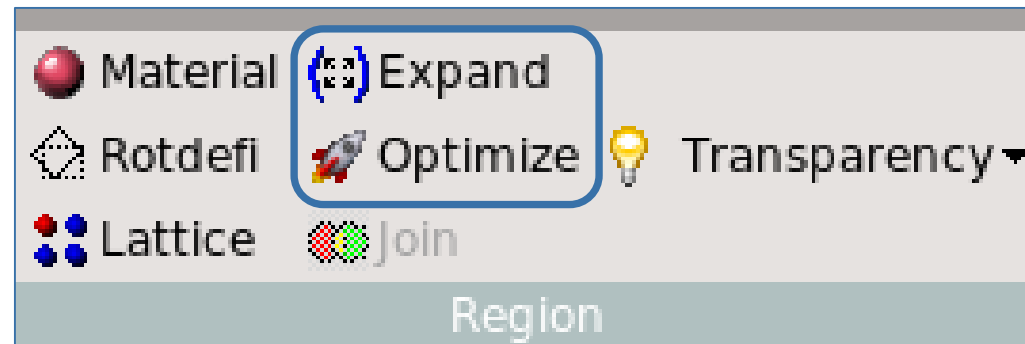 Material Expand
Rotdefi Optimize Transparency
Lattice Join
Region